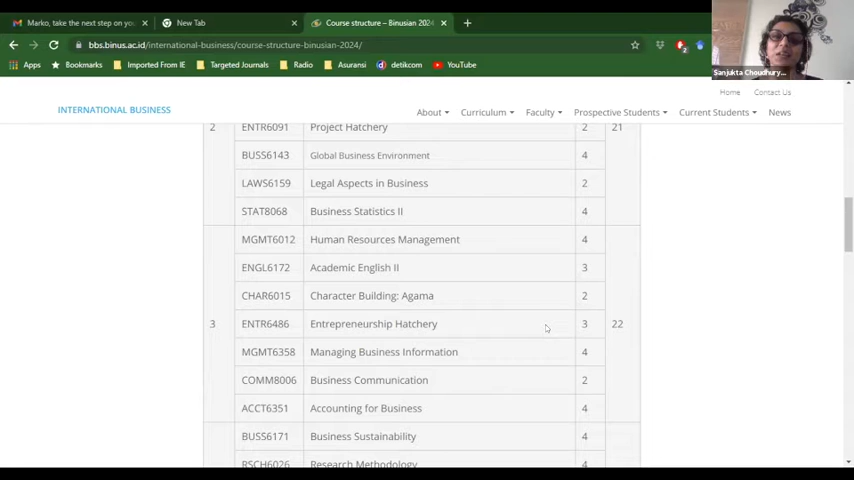 Marko, take the next step on you
New Tab
Course structure – Binusian 2024
bbs.binus.ac.id/international-business/course-structure-binusian-2024/
Apps Bookmarks Imported From IE Targeted Journals Radio Asuransi detikcom YouTube
Sanjukta Choudhury...
Home Contact Us
INTERNATIONAL BUSINESS
About Curriculum Faculty Prospective Students Current Students News
2 ENTR6091 Project Hatchery 2 21
BUSS6143 Global Business Environment 4
LAWS6159 Legal Aspects in Business 2
STAT8068 Business Statistics II 4
MGMT6012 Human Resources Management 4
ENGL6172 Academic English II 3
CHAR6015 Character Building: Agama 2
3 ENTR6486 Entrepreneurship Hatchery 3 22
MGMT6358 Managing Business Information 4
COMM8006 Business Communication 2
ACCT6351 Accounting for Business 4
BUSS6171 Business Sustainability 4
RSCH6026 Research Methodology 4